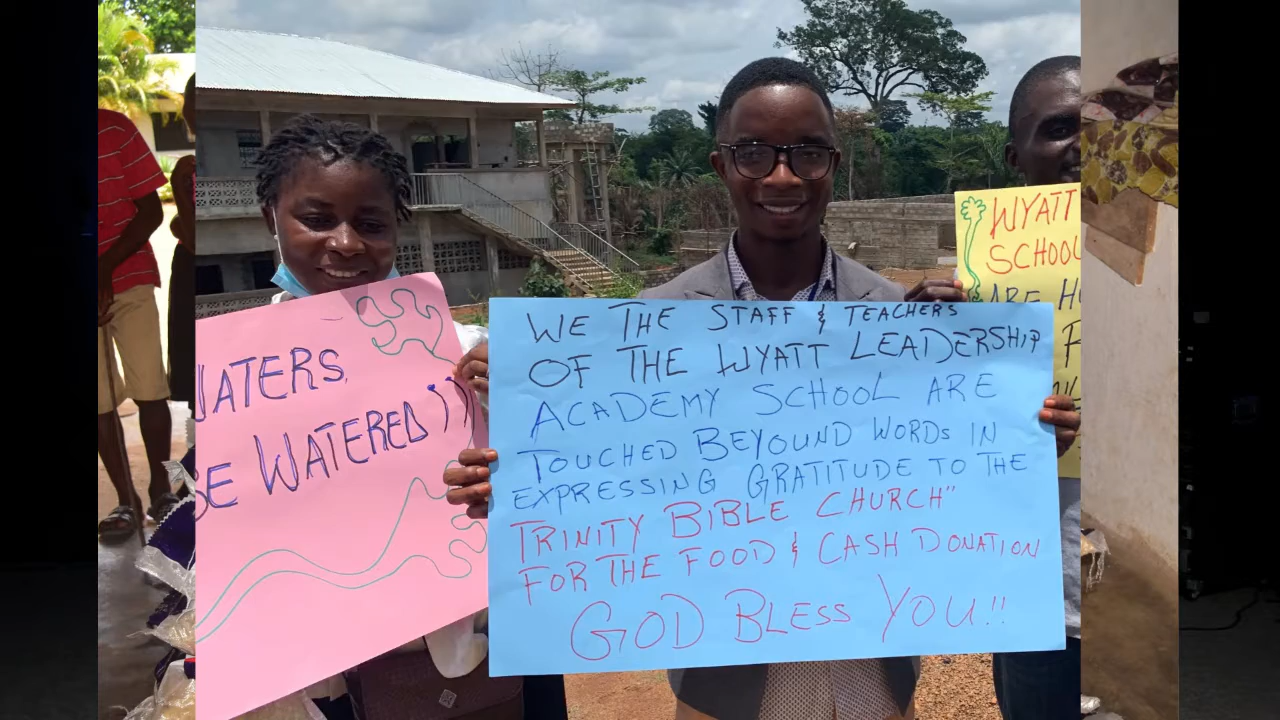 WATERS,
BE WATERED"
WE THE STAFF & TEACHERS
OF THE WYATT LEADERSHIP
ACADEMY SCHOOL ARE
TOUCHED BEYOUND WORDS IN
EXPRESSING GRATITUDE TO THE
TRINITY BIBLE CHURCH"
FOR THE FOOD & CASH DONATION
GOD BLESS YOU!!
WYATT
SCHOOL
ARE